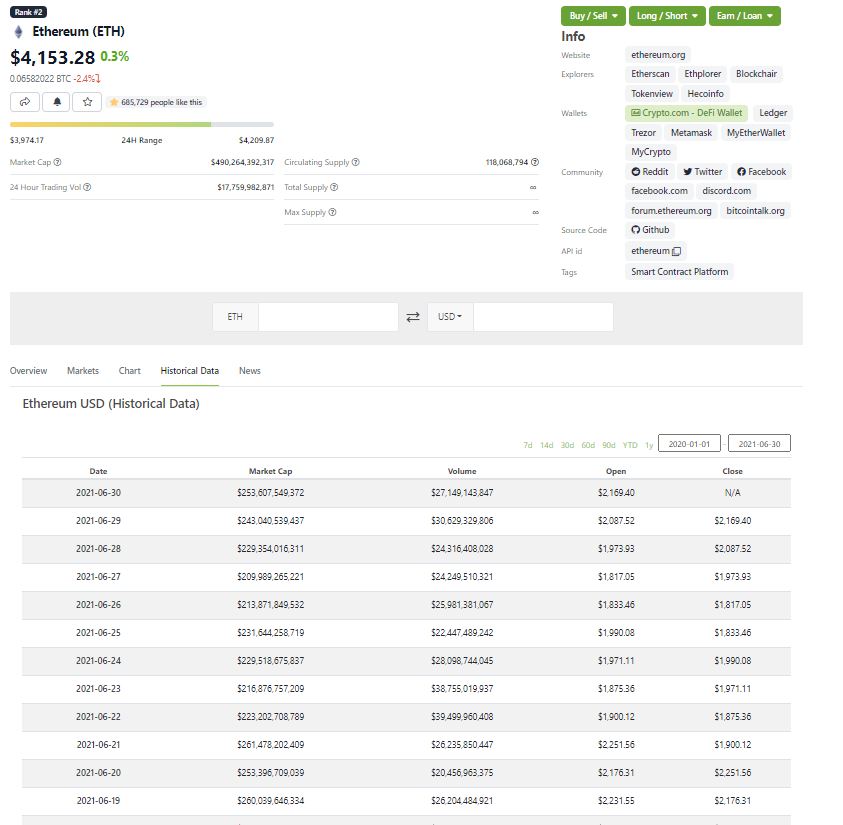 Rank #2
Ethereum (ETH)
$4,153.28 0.3%
0.06582022 BTC -2.4%
685,729 people like this
$3,974.17 24H Range $4,209.87
Market Cap $490,264,392,317
24 Hour Trading Vol $17,759,982,871
Circulating Supply 118,068,794
Total Supply ∞
Max Supply ∞
Buy / Sell Long / Short Earn / Loan
Info
Website ethereum.org
Explorers Etherscan Ethplorer Blockchair
Tokenview Hecoinfo
Wallets Crypto.com - DeFi Wallet Ledger
Trezor Metamask MyEtherWallet
MyCrypto
Community Reddit Twitter Facebook
facebook.com discord.com
forum.ethereum.org bitcointalk.org
Source Code Github
API id ethereum
Tags Smart Contract Platform
ETH USD
Overview Markets Chart Historical Data News
Ethereum USD (Historical Data)
7d 14d 30d 60d 90d YTD 1y 2020-01-01 - 2021-06-30
Date Market Cap Volume Open Close
2021-06-30 $253,607,549,372 $27,149,143,847 $2,169.40 N/A
2021-06-29 $243,040,539,437 $30,629,329,806 $2,087.52 $2,169.40
2021-06-28 $229,354,016,311 $24,316,408,028 $1,973.93 $2,087.52
2021-06-27 $209,989,265,221 $24,249,510,321 $1,817.05 $1,973.93
2021-06-26 $213,871,849,532 $25,981,381,067 $1,833.46 $1,817.05
2021-06-25 $231,644,258,719 $22,447,489,242 $1,990.08 $1,833.46
2021-06-24 $229,518,675,837 $28,098,744,045 $1,971.11 $1,990.08
2021-06-23 $216,876,757,209 $38,755,019,937 $1,875.36 $1,971.11
2021-06-22 $223,202,708,789 $39,499,960,408 $1,900.12 $1,875.36
2021-06-21 $261,478,202,409 $26,235,850,447 $2,251.56 $1,900.12
2021-06-20 $253,396,709,039 $20,456,963,375 $2,176.31 $2,251.56
2021-06-19 $260,039,646,334 $26,204,484,921 $2,231.55 $2,176.31